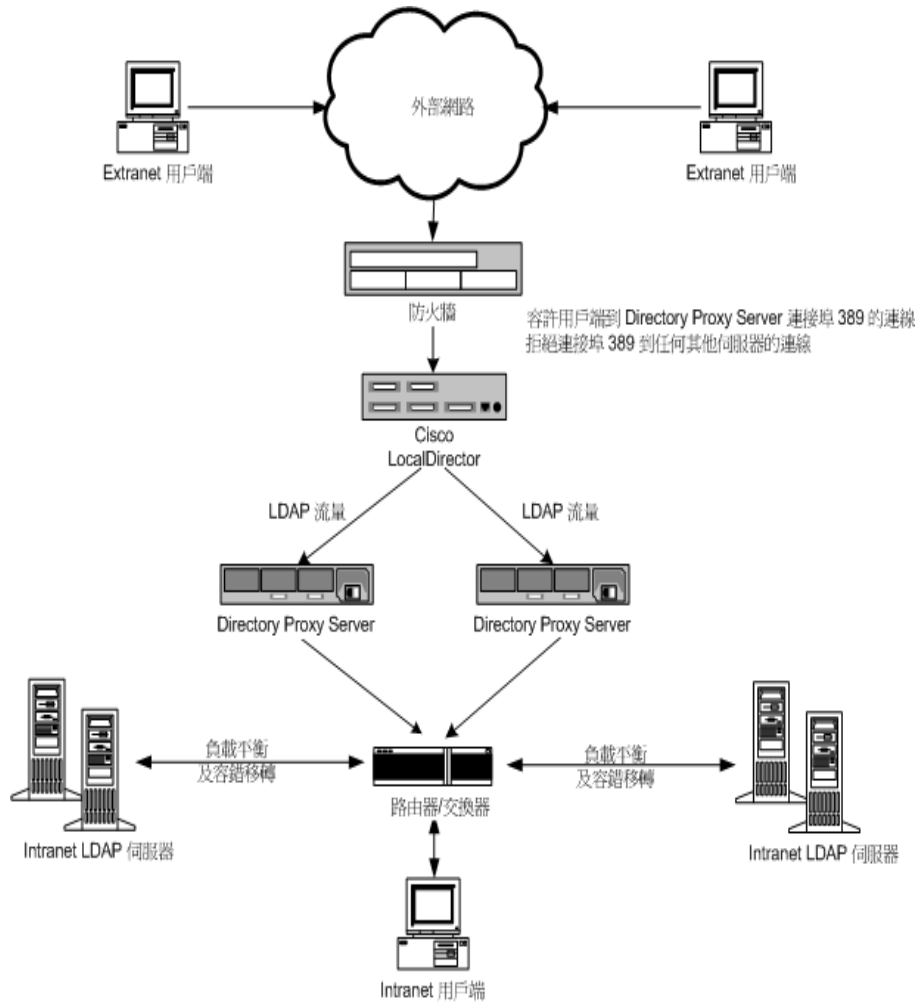 外部網路
Extranet 用戶端
Extranet 用戶端
防火牆
容許用戶端到 Directory Proxy Server 連接埠 389 的連線
拒絕連接埠 389 到任何其他伺服器的連線
Cisco
LocalDirector
LDAP 流量
LDAP 流量
Directory Proxy Server
Directory Proxy Server
負載平衡
及容錯移轉
負載平衡
及容錯移轉
路由器/交換器
Intranet LDAP 伺服器
Intranet LDAP 伺服器
Intranet 用戶端